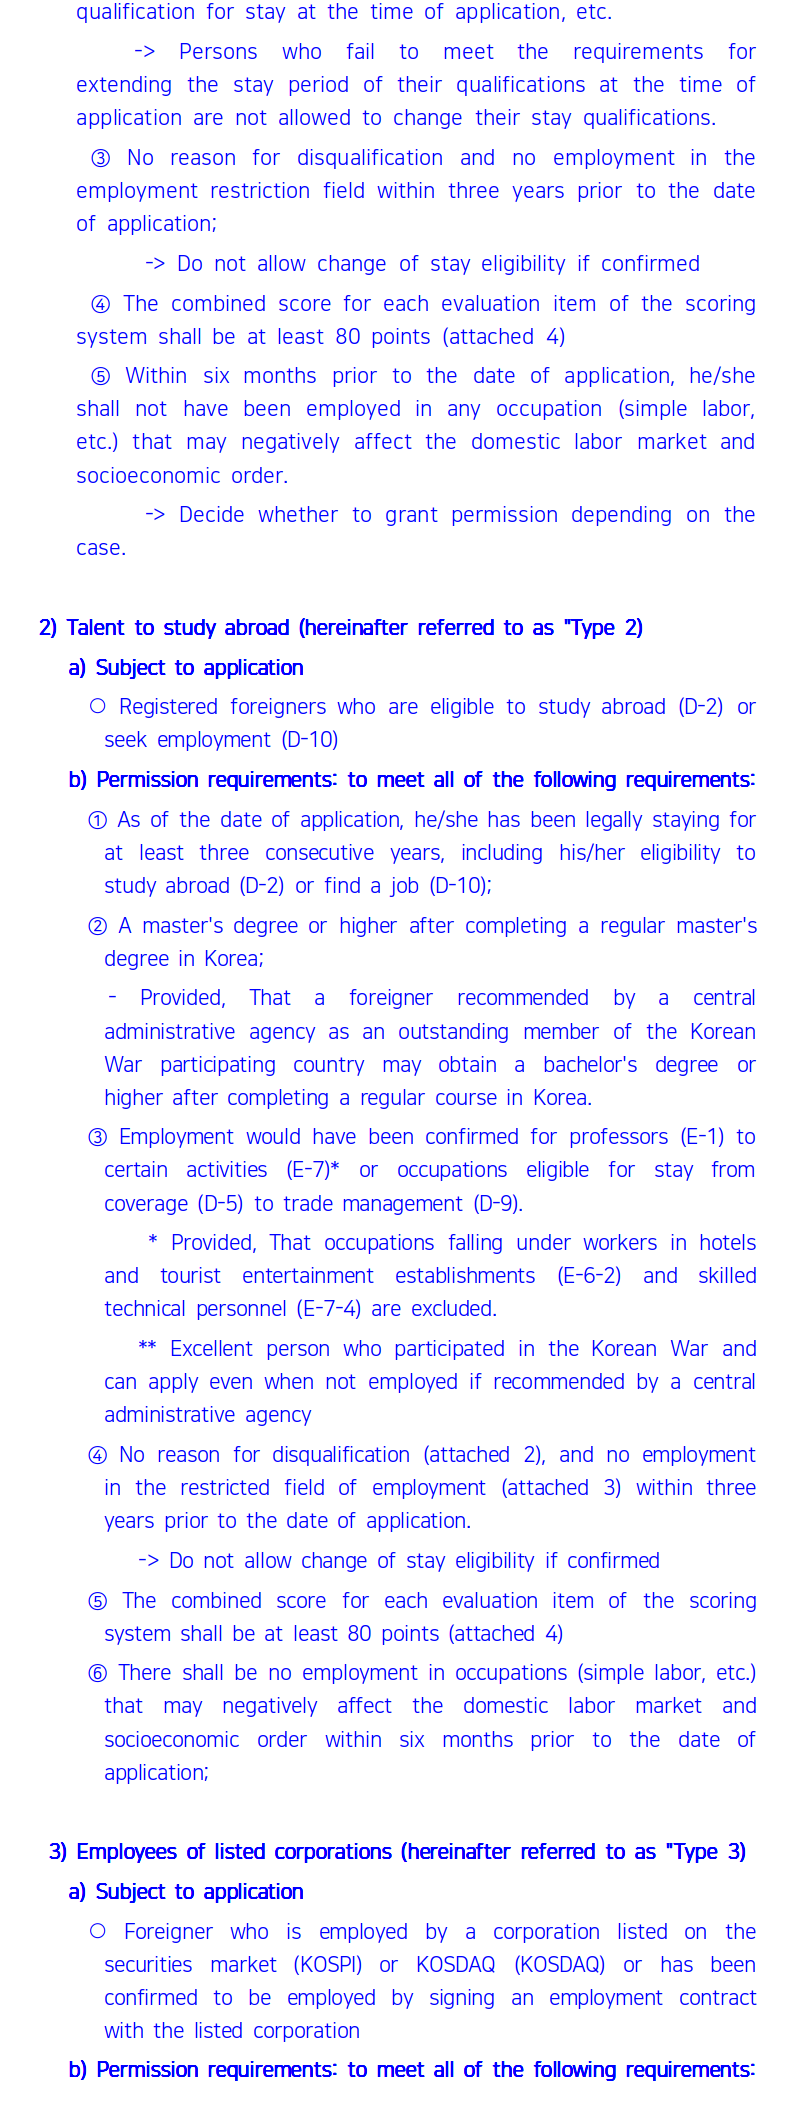 qualification for stay at the time of application, etc.
-> Persons who fail to meet the requirements for
extending the stay period of their qualifications at the time of
application are not allowed to change their stay qualifications.
③ No reason for disqualification and no employment in the
employment restriction field within three years prior to the date
of application;
-> Do not allow change of stay eligibility if confirmed
④ The combined score for each evaluation item of the scoring
system shall be at least 80 points (attached 4)
⑤ Within six months prior to the date of application, he/she
shall not have been employed in any occupation (simple labor,
etc.) that may negatively affect the domestic labor market and
socioeconomic order.
-> Decide whether to grant permission depending on the
case.
2) Talent to study abroad (hereinafter referred to as "Type 2)
a) Subject to application
○ Registered foreigners who are eligible to study abroad (D-2) or
seek employment (D-10)
b) Permission requirements: to meet all of the following requirements:
① As of the date of application, he/she has been legally staying for
at least three consecutive years, including his/her eligibility to
study abroad (D-2) or find a job (D-10);
② A master's degree or higher after completing a regular master's
degree in Korea;
- Provided, That a foreigner recommended by a central
administrative agency as an outstanding member of the Korean
War participating country may obtain a bachelor's degree or
higher after completing a regular course in Korea.
③ Employment would have been confirmed for professors (E-1) to
certain activities (E-7)* or occupations eligible for stay from
coverage (D-5) to trade management (D-9).
* Provided, That occupations falling under workers in hotels
and tourist entertainment establishments (E-6-2) and skilled
technical personnel (E-7-4) are excluded.
** Excellent person who participated in the Korean War and
can apply even when not employed if recommended by a central
administrative agency
④ No reason for disqualification (attached 2), and no employment
in the restricted field of employment (attached 3) within three
years prior to the date of application.
-> Do not allow change of stay eligibility if confirmed
⑤ The combined score for each evaluation item of the scoring
system shall be at least 80 points (attached 4)
⑥ There shall be no employment in occupations (simple labor, etc.)
that may negatively affect the domestic labor market and
socioeconomic order within six months prior to the date of
application;
3) Employees of listed corporations (hereinafter referred to as "Type 3)
a) Subject to application
○ Foreigner who is employed by a corporation listed on the
securities market (KOSPI) or KOSDAQ (KOSDAQ) or has been
confirmed to be employed by signing an employment contract
with the listed corporation
b) Permission requirements: to meet all of the following requirements: